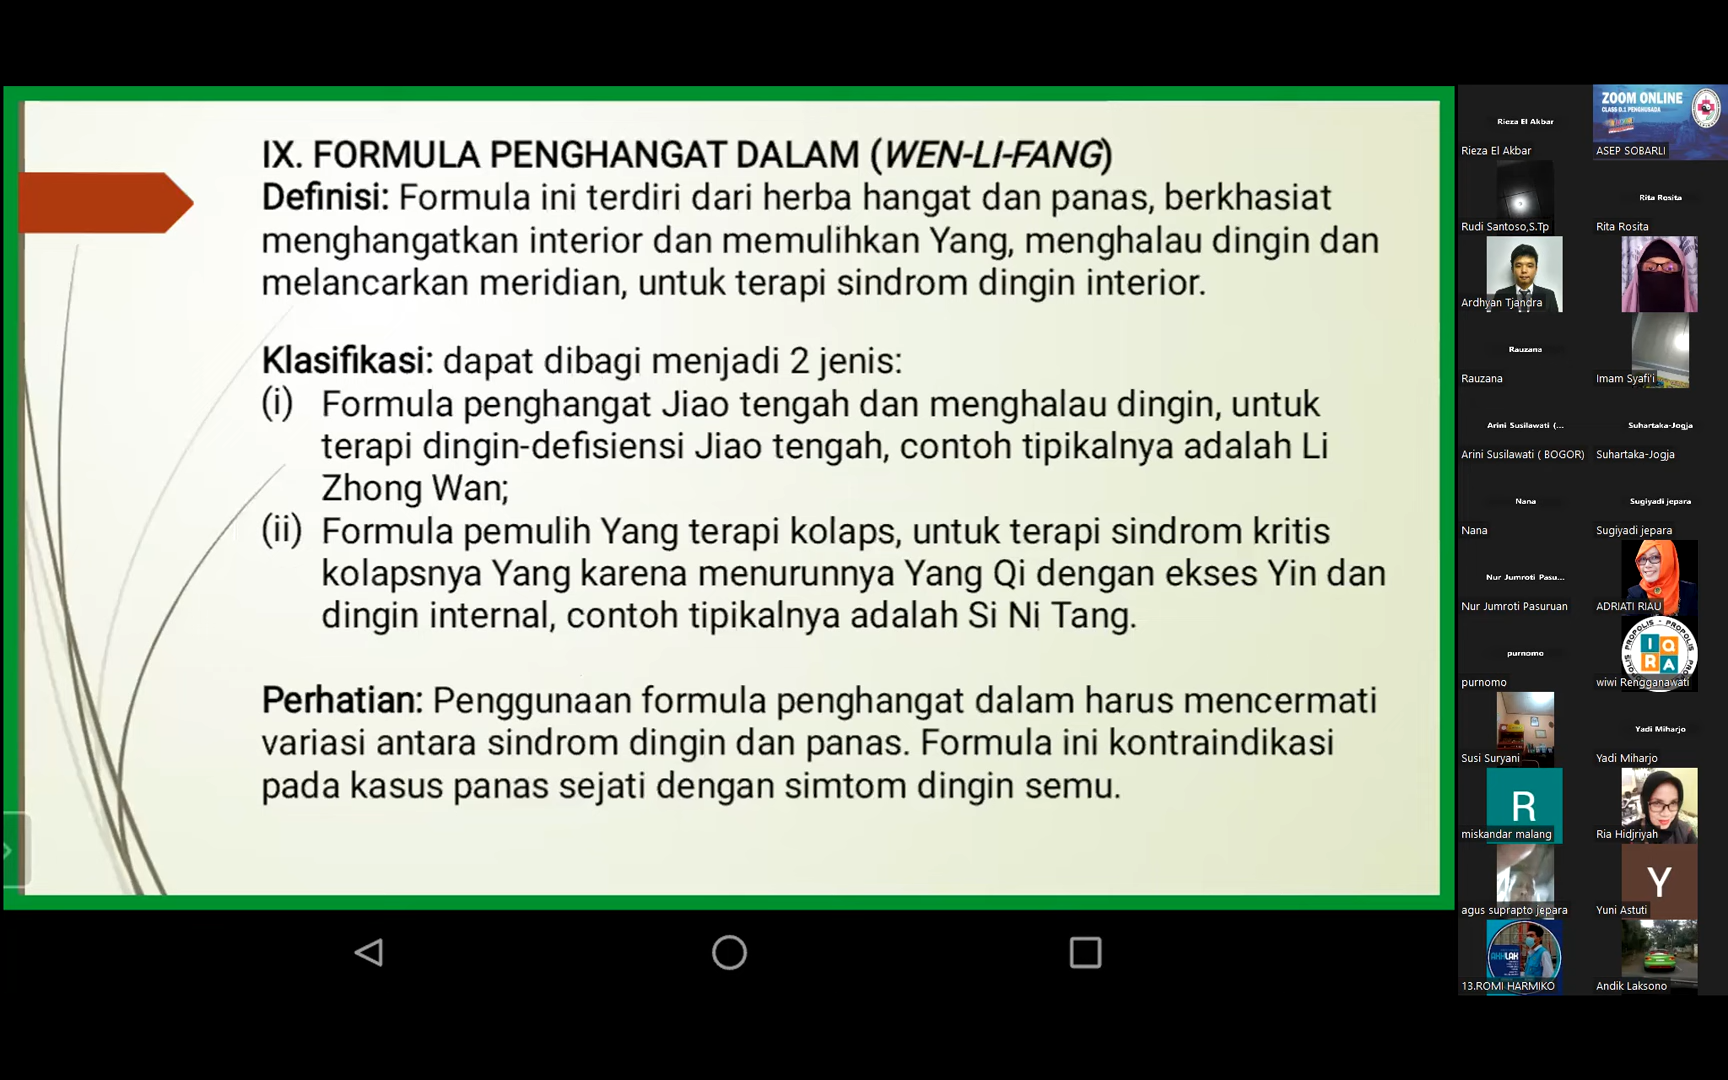 IX. FORMULA PENGHANGAT DALAM (WEN-LI-FANG)
Definisi: Formula ini terdiri dari herba hangat dan panas, berkhasiat
menghangatkan interior dan memulihkan Yang, menghalau dingin dan
melancarkan meridian, untuk terapi sindrom dingin interior.
Klasifikasi: dapat dibagi menjadi 2 jenis:
(i) Formula penghangat Jiao tengah dan menghalau dingin, untuk
terapi dingin-defisiensi Jiao tengah, contoh tipikalnya adalah Li
Zhong Wan;
(ii) Formula pemulih Yang terapi kolaps, untuk terapi sindrom kritis
kolapsnya Yang karena menurunnya Yang Qi dengan ekses Yin dan
dingin internal, contoh tipikalnya adalah Si Ni Tang.
Perhatian: Penggunaan formula penghangat dalam harus mencermati
variasi antara sindrom dingin dan panas. Formula ini kontraindikasi
pada kasus panas sejati dengan simtom dingin semu.
Rieza El Akbar
Rieza El Akbar
ZOOM ONLINE
CLASS D.1 PENGHUSADA
ASEP SOBARLI
Rudi Santoso,S.Tp
Rita Rosita
Rita Rosita
Ardhyan Tjandra
Rauzana
Rauzana
Imam Syafi'i
Arini Susilawati (...
Arini Susilawati ( BOGOR)
Suhartaka-Jogja
Suhartaka-Jogja
Nana
Nana
Sugiyadi jepara
Sugiyadi jepara
Nur Jumroti Pasu...
Nur Jumroti Pasuruan
ADRIATI RIAU
purnomo
purnomo
PROPOLIS - PROPOLIS
IQ
RA
wiwi Rengganawati
Susi Suryani
Yadi Miharjo
Yadi Miharjo
R
miskandar malang
Ria Hidjriyah
agus suprapto jepara
Y
Yuni Astuti
AKHLAK
13.ROMI HARMIKO
Andik Laksono